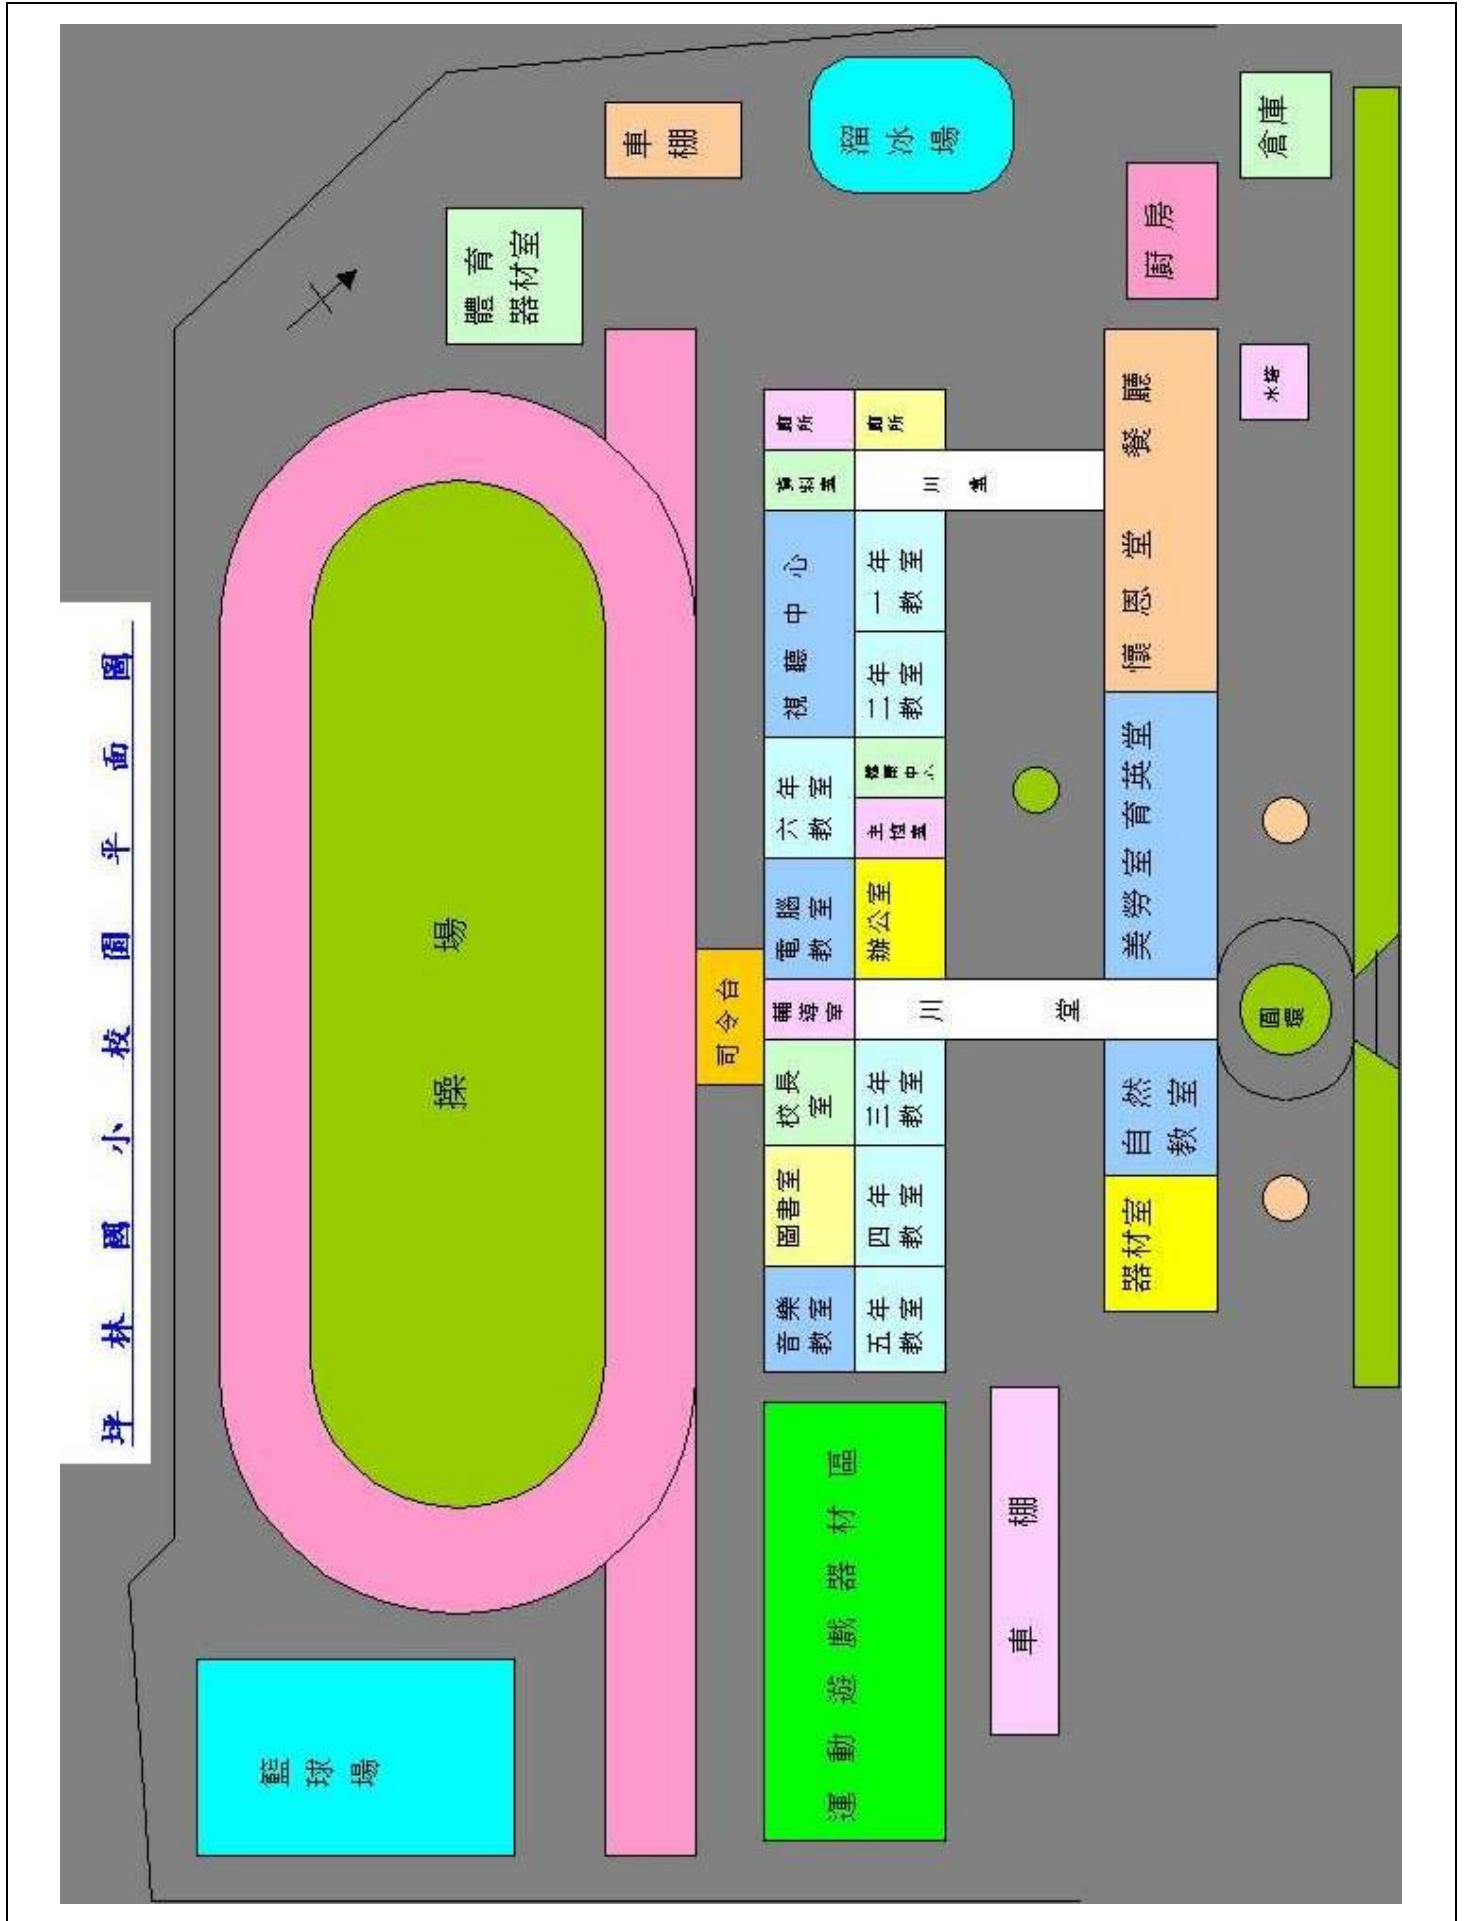 坪林國小校園平面圖
籃球場
操場
體育
器材室
車棚
司令台
音樂
教室
圖書室
校長
室
輔導
室
電腦
教室
六年
教室
視聽中心
資料室
廁所
運動遊戲器材區
溜冰場
五年
教室
四年
教室
三年
教室
川堂
辦公室
主任室
二年
教室
一年
教室
川堂
廁所
車棚
器材室
自然
教室
美勞室育英堂
懷恩堂 餐廳
廚房
圓環
水塔
倉庫